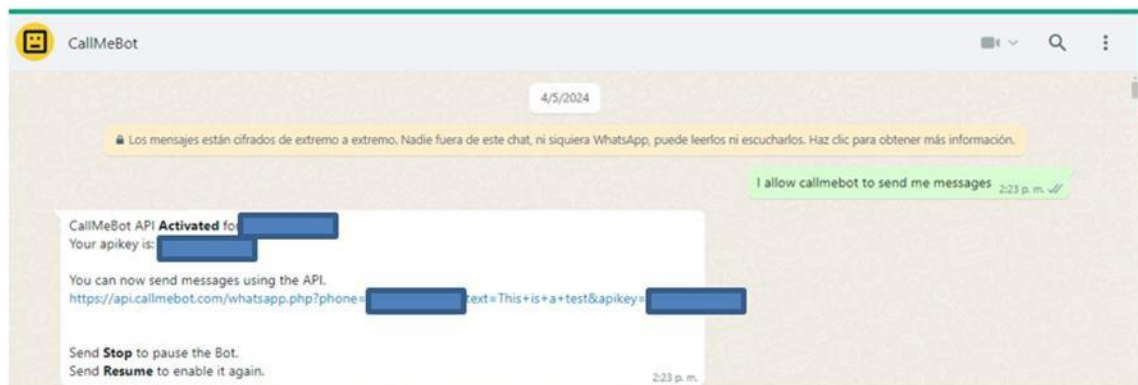 CallMeBot
4/5/2024
Los mensajes están cifrados de extremo a extremo. Nadie fuera de este chat, ni siquiera WhatsApp, puede leerlos ni escucharlos. Haz clic para obtener más información.
I allow callmebot to send me messages 2:23 p. m.
CallMeBot API Activated for
Your apikey is:
You can now send messages using the API.
https://api.callmebot.com/whatsapp.php?phone= text=This+is+a+test&apikey=
Send Stop to pause the Bot.
Send Resume to enable it again.
2:23 p. m.